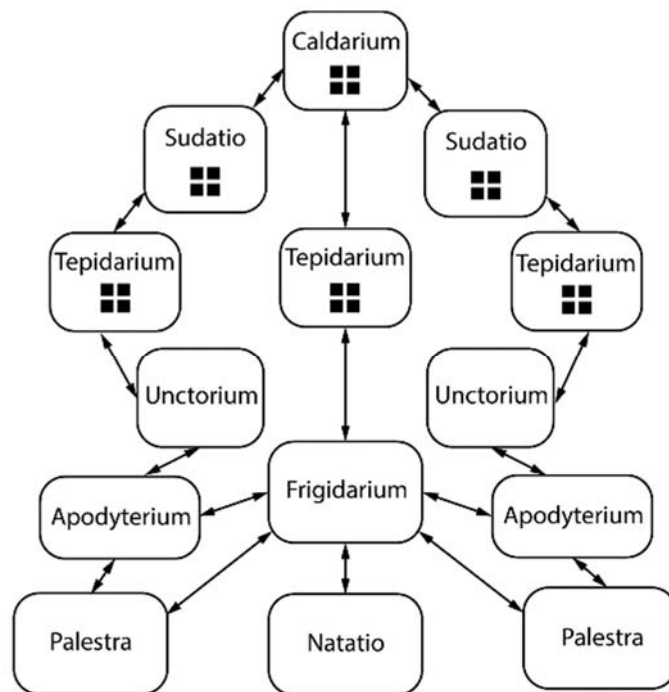 Caldarium
Sudatio
Sudatio
Tepidarium
Tepidarium
Tepidarium
Unctorium
Unctorium
Frigidarium
Apodyterium
Apodyterium
Palestra
Natatio
Palestra